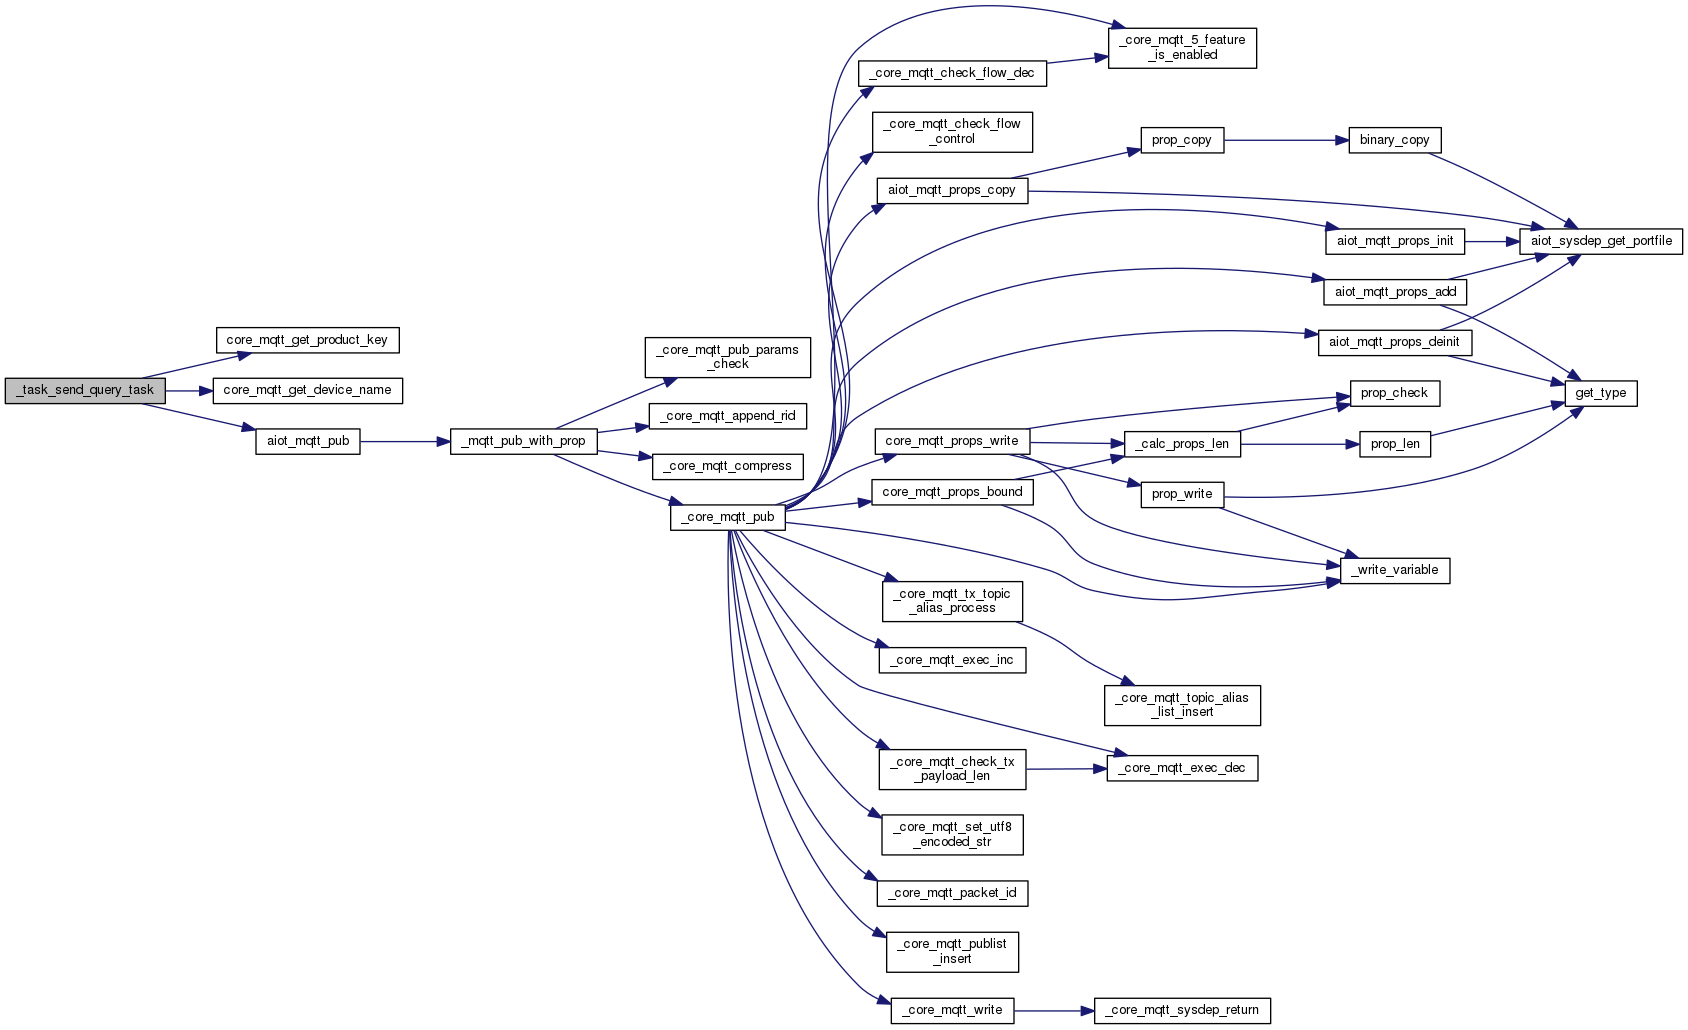 _task_send_query_task
core_mqtt_get_product_key
core_mqtt_get_device_name
aiot_mqtt_pub
_mqtt_pub_with_prop
_core_mqtt_pub_params
_check
_core_mqtt_append_rid
_core_mqtt_compress
_core_mqtt_pub
_core_mqtt_5_feature
_is_enabled
_core_mqtt_check_flow_dec
_core_mqtt_check_flow
_control
aiot_mqtt_props_copy
prop_copy
binary_copy
aiot_sysdep_get_portfile
aiot_mqtt_props_init
aiot_mqtt_props_add
aiot_mqtt_props_deinit
get_type
core_mqtt_props_write
prop_check
_calc_props_len
prop_len
core_mqtt_props_bound
prop_write
_write_variable
_core_mqtt_tx_topic
_alias_process
_core_mqtt_exec_inc
_core_mqtt_topic_alias
_list_insert
_core_mqtt_check_tx
_payload_len
_core_mqtt_exec_dec
_core_mqtt_set_utf8
_encoded_str
_core_mqtt_packet_id
_core_mqtt_publist
_insert
_core_mqtt_write
_core_mqtt_sysdep_return